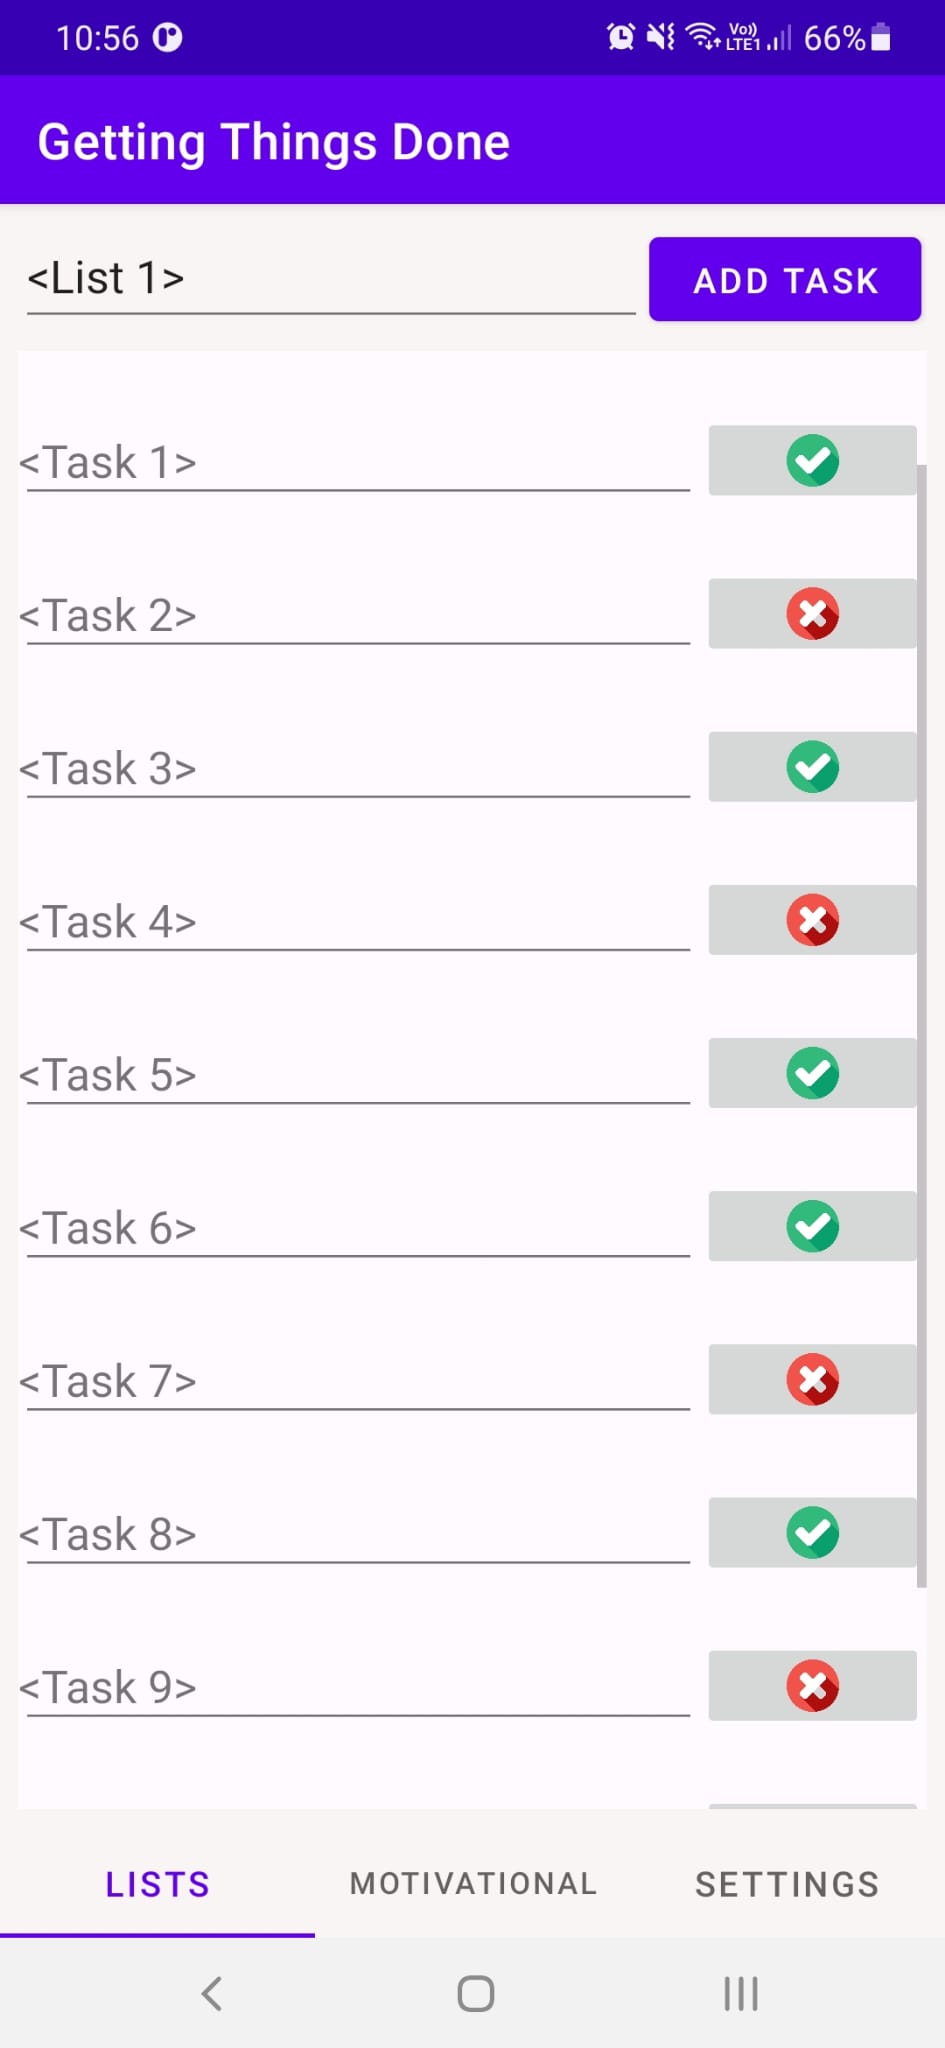 10:56
Vo)) LTE1 66%
Getting Things Done
<List 1>
ADD TASK
<Task 1>
<Task 2>
<Task 3>
<Task 4>
<Task 5>
<Task 6>
<Task 7>
<Task 8>
<Task 9>
LISTS MOTIVATIONAL SETTINGS